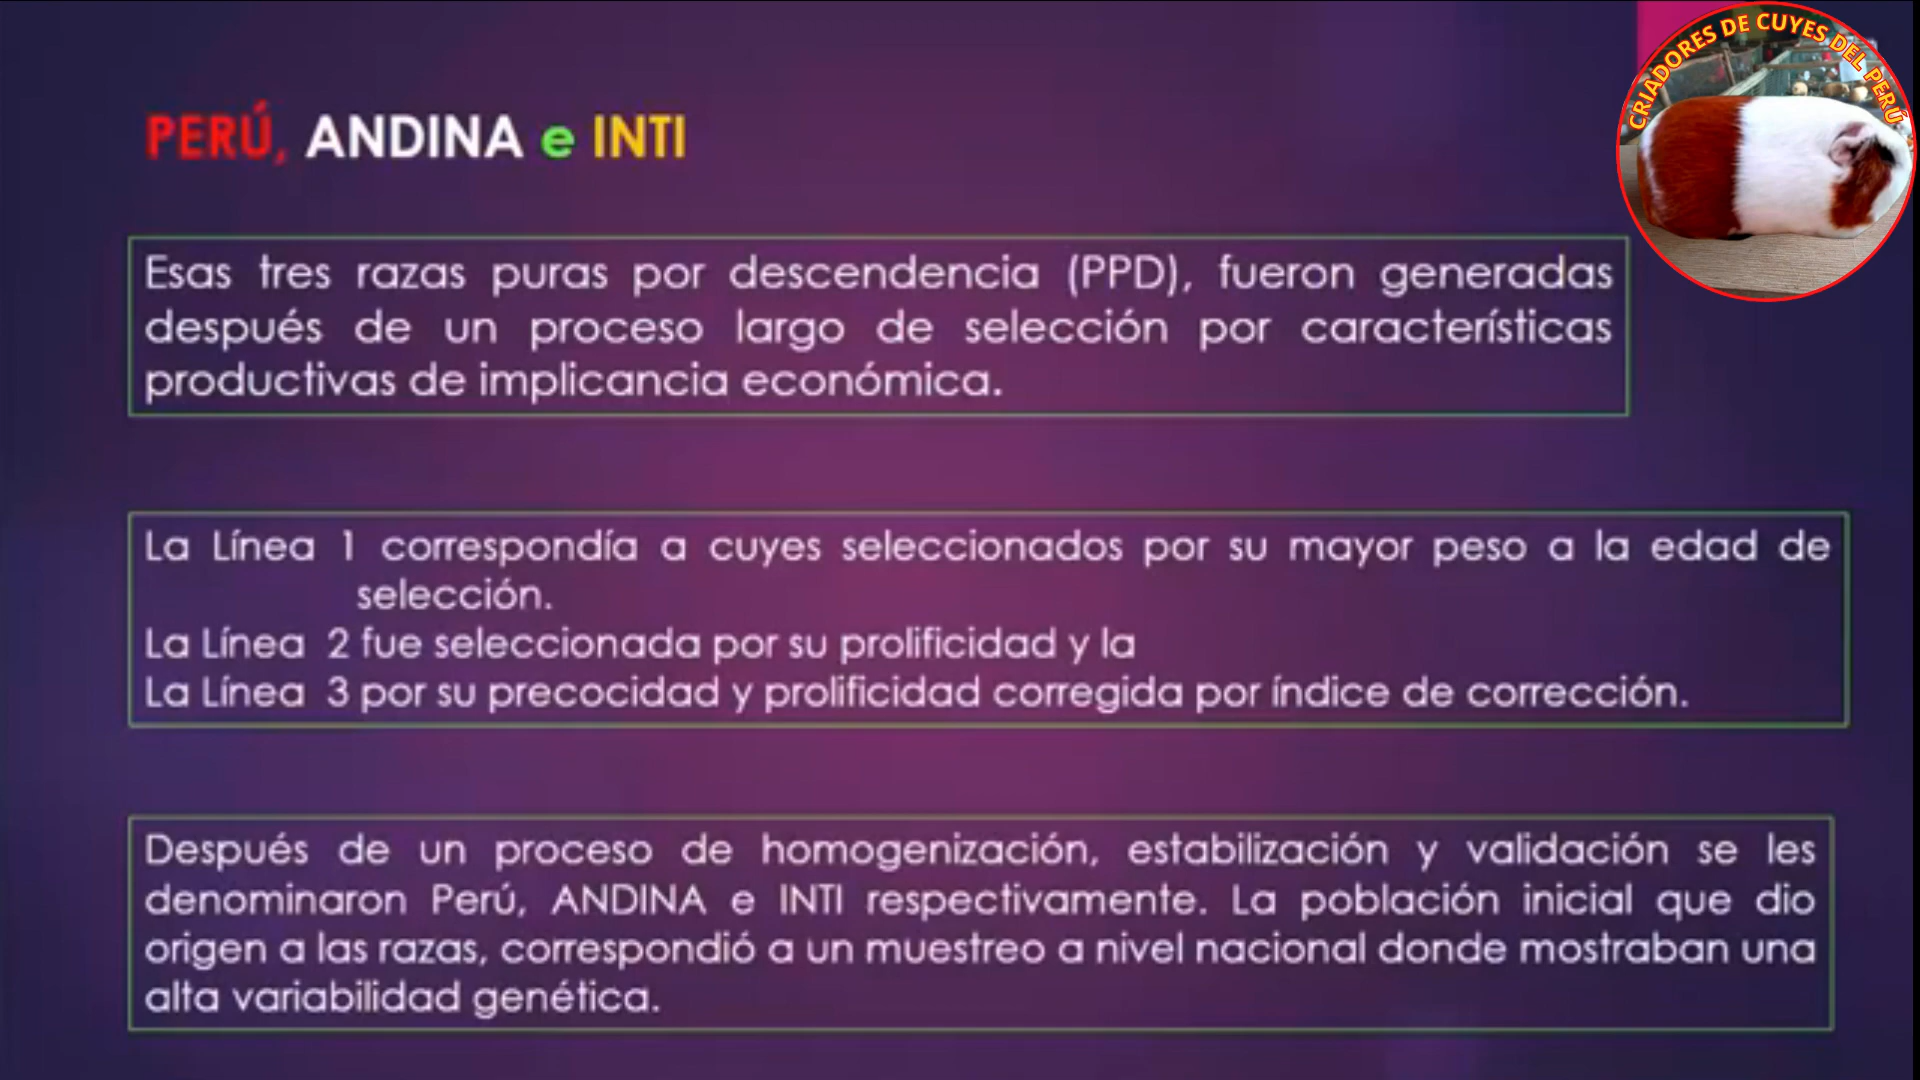 CRIADORES DE CUYES DEL PERÚ
PERÚ, ANDINA e INTI
Esas tres razas puras por descendencia (PPD), fueron generadas
después de un proceso largo de selección por características
productivas de implicancia económica.
La Línea 1 correspondía a cuyes seleccionados por su mayor peso a la edad de
selección.
La Línea 2 fue seleccionada por su prolificidad y la
La Línea 3 por su precocidad y prolificidad corregida por índice de corrección.
Después de un proceso de homogenización, estabilización y validación se les
denominaron Perú, ANDINA e INTI respectivamente. La población inicial que dio
origen a las razas, correspondió a un muestreo a nivel nacional donde mostraban una
alta variabilidad genética.